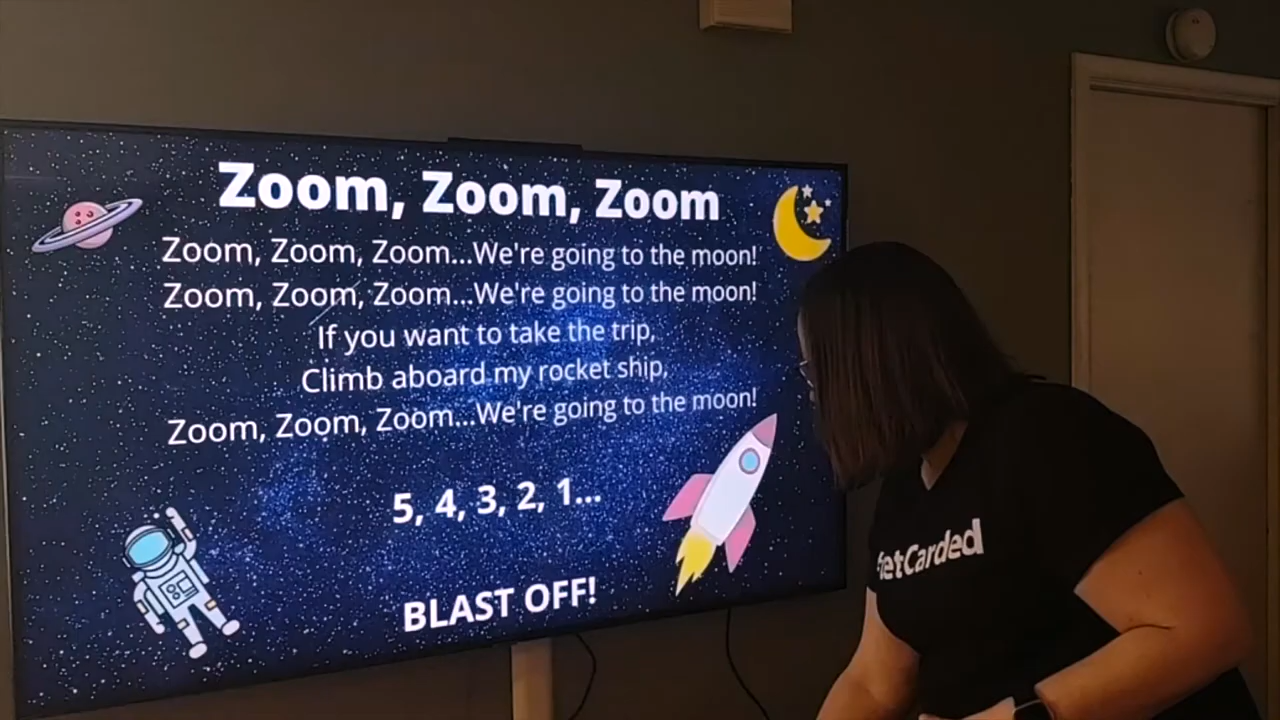 Zoom, Zoom, Zoom
Zoom, Zoom, Zoom...We're going to the moon!
Zoom, Zoom, Zoom...We're going to the moon!
If you want to take the trip,
Climb aboard my rocket ship,
Zoom, Zoom, Zoom...We're going to the moon!
5, 4, 3, 2, 1...
BLAST OFF!
etCarded